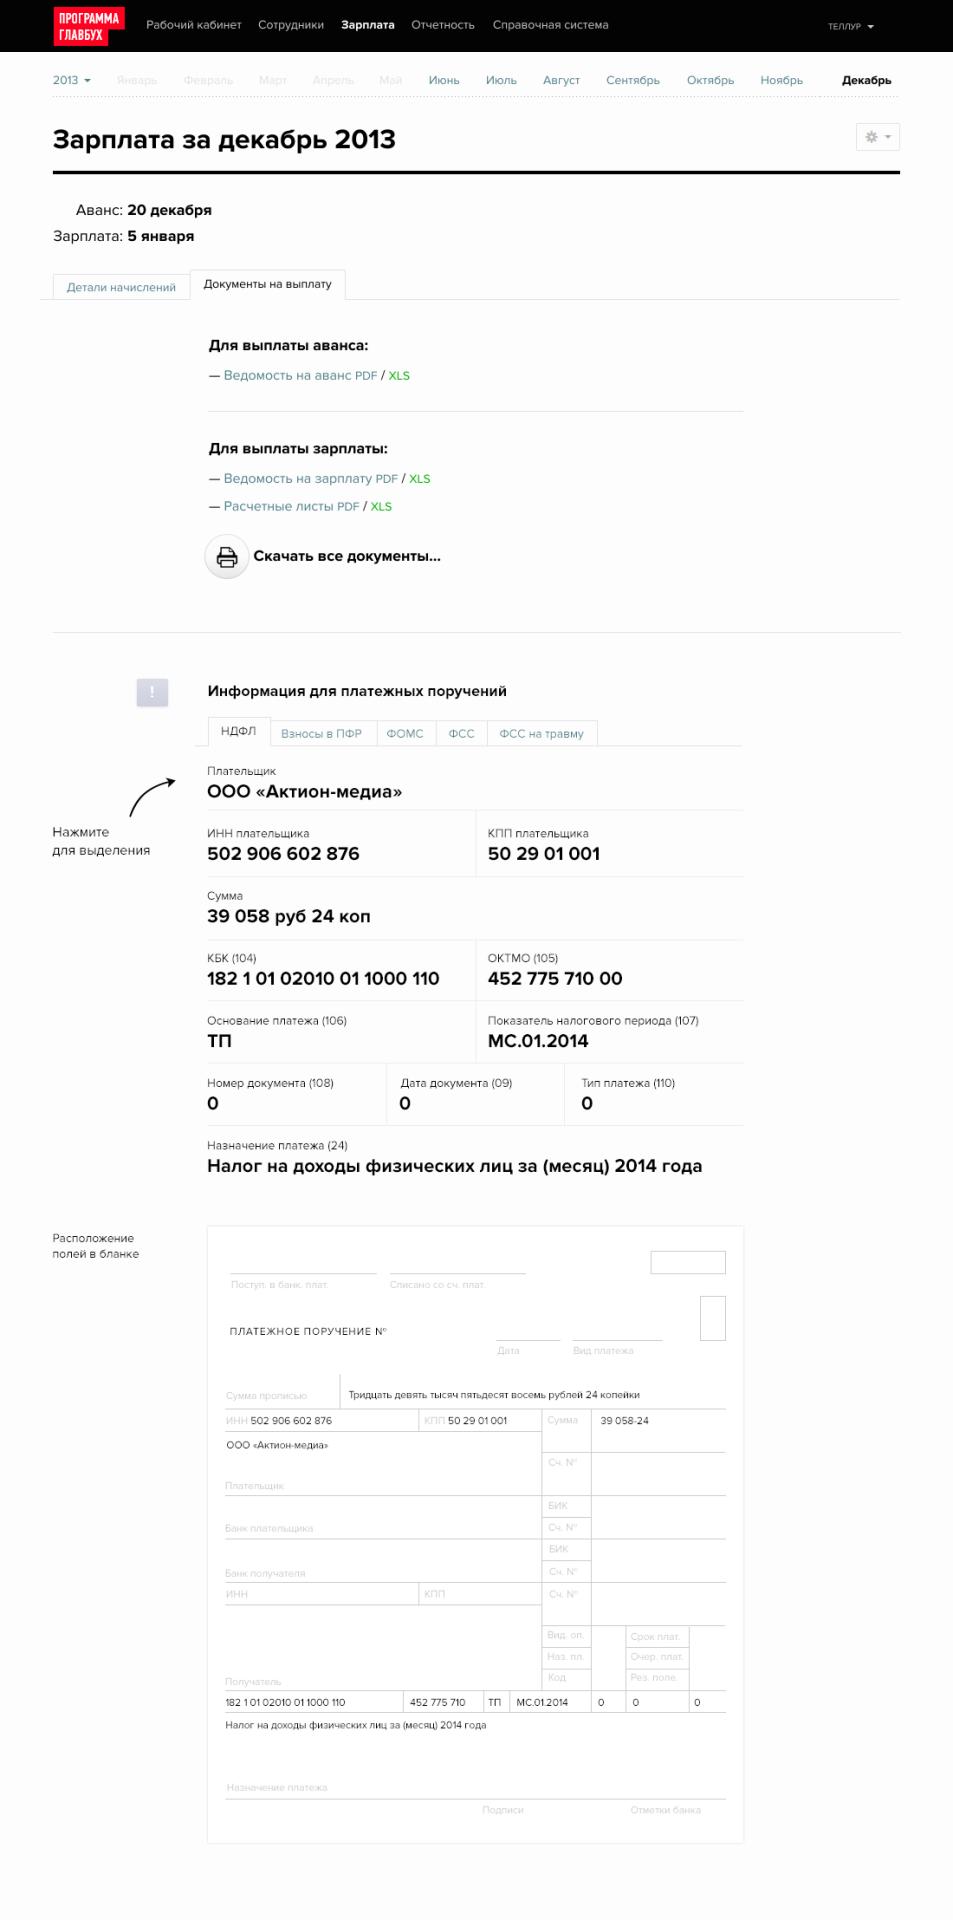 ПРОГРАММА
ГЛАВБУХ
Рабочий кабинет Сотрудники Зарплата Отчетность Справочная система ТЕЛЛУР
2013 Январь Февраль Март Апрель Май Июнь Июль Август Сентябрь Октябрь Ноябрь Декабрь
Зарплата за декабрь 2013
Аванс: 20 декабря
Зарплата: 5 января
Детали начислений Документы на выплату
Для выплаты аванса:
— Ведомость на аванс PDF / XLS
Для выплаты зарплаты:
— Ведомость на зарплату PDF / XLS
— Расчетные листы PDF / XLS
Скачать все документы...
! Информация для платежных поручений
НДФЛ Взносы в ПФР ФОМС ФСС ФСС на травму
Плательщик
ООО «Актион-медиа»
Нажмите
для выделения
ИНН плательщика КПП плательщика
502 906 602 876 50 29 01 001
Сумма
39 058 руб 24 коп
КБК (104) ОКТМО (105)
182 1 01 02010 01 1000 110 452 775 710 00
Основание платежа (106) Показатель налогового периода (107)
ТП МС.01.2014
Номер документа (108) Дата документа (09) Тип платежа (110)
0 0 0
Назначение платежа (24)
Налог на доходы физических лиц за (месяц) 2014 года
Расположение
полей в бланке
Поступ. в банк. плат. Списано со сч. плат.
ПЛАТЕЖНОЕ ПОРУЧЕНИЕ №
Дата Вид платежа
Сумма прописью Тридцать девять тысяч пятьдесят восемь рублей 24 копейки
ИНН 502 906 602 876 КПП 50 29 01 001 Сумма 39 058-24
ООО «Актион-медиа»
Сч. №
Плательщик
БИК
Банк плательщика Сч. №
БИК
Банк получателя Сч. №
ИНН КПП Сч. №
Вид. оп. Срок плат.
Наз. пл. Очер. плат.
Получатель Код Рез. поле.
182 1 01 02010 01 1000 110 452 775 710 ТП МС.01.2014 0 0 0
Налог на доходы физических лиц за (месяц) 2014 года
Назначение платежа
Подписи Отметки банка